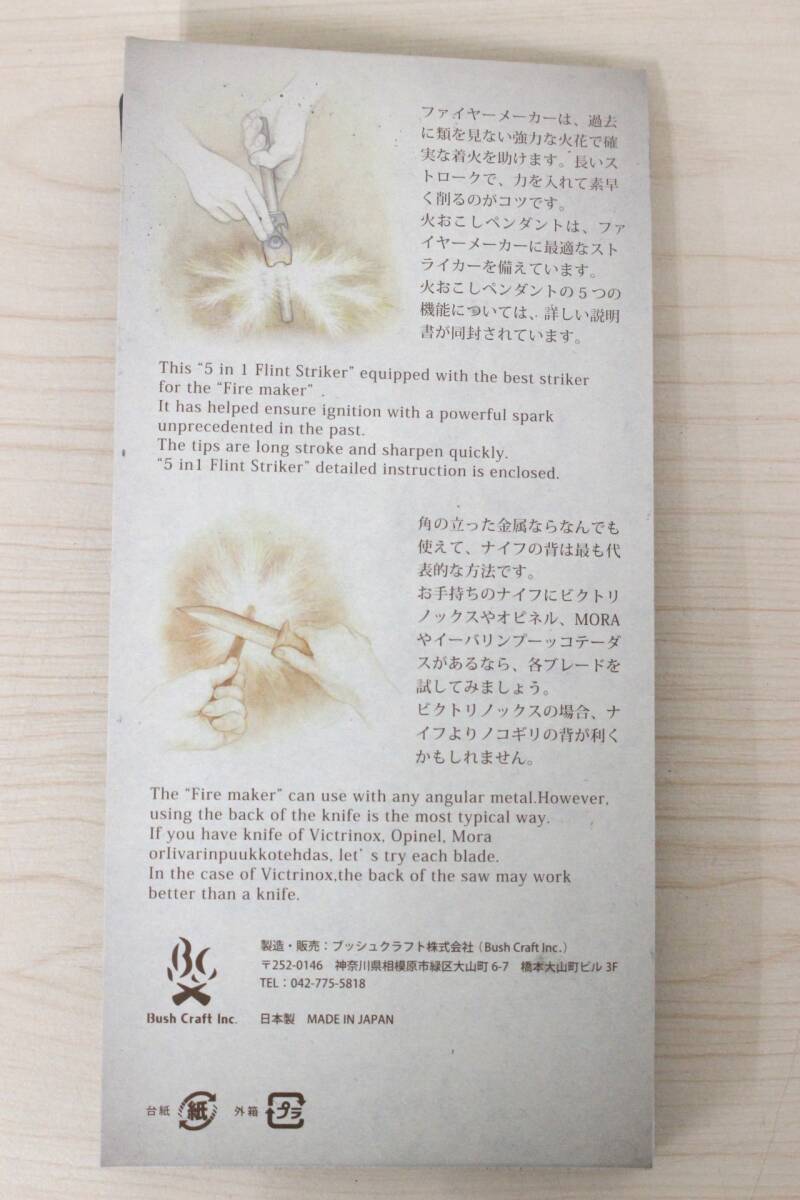 ファイヤーメーカーは、過去
に類を見ない強力な火花で確
実な着火を助けます。長いス
トロークで、力を入れて素早
く削るのがコツです。
火おこしペンダントは、ファ
イヤーメーカーに最適なスト
ライカーを備えています。
火おこしペンダントの5つの
機能については、詳しい説明
書が同封されています。
This “5 in 1 Flint Striker” equipped with the best striker
for the “Fire maker” .
It has helped ensure ignition with a powerful spark
unprecedented in the past.
The tips are long stroke and sharpen quickly.
“5 in1 Flint Striker” detailed instruction is enclosed.
角の立った金属ならなんでも
使えて、ナイフの背は最も代
表的な方法です。
お手持ちのナイフにビクトリ
ノックスやオピネル、MORA
やイーバリンプーッコテーダ
スがあるなら、各ブレードを
試してみましょう。
ビクトリノックスの場合、ナ
イフよりノコギリの背が利く
かもしれません。
The “Fire maker” can use with any angular metal.However,
using the back of the knife is the most typical way.
If you have knife of Victrinox, Opinel, Mora
orIivarinpuukkotehdas, let’s try each blade.
In the case of Victrinox,the back of the saw may work
better than a knife.
BC
Bush Craft Inc.
製造・販売：ブッシュクラフト株式会社（Bush Craft Inc.）
〒252-0146 神奈川県相模原市緑区大山町 6-7 橋本大山町ビル 3F
TEL：042-775-5818
日本製 MADE IN JAPAN
台紙 紙 外箱 プラ